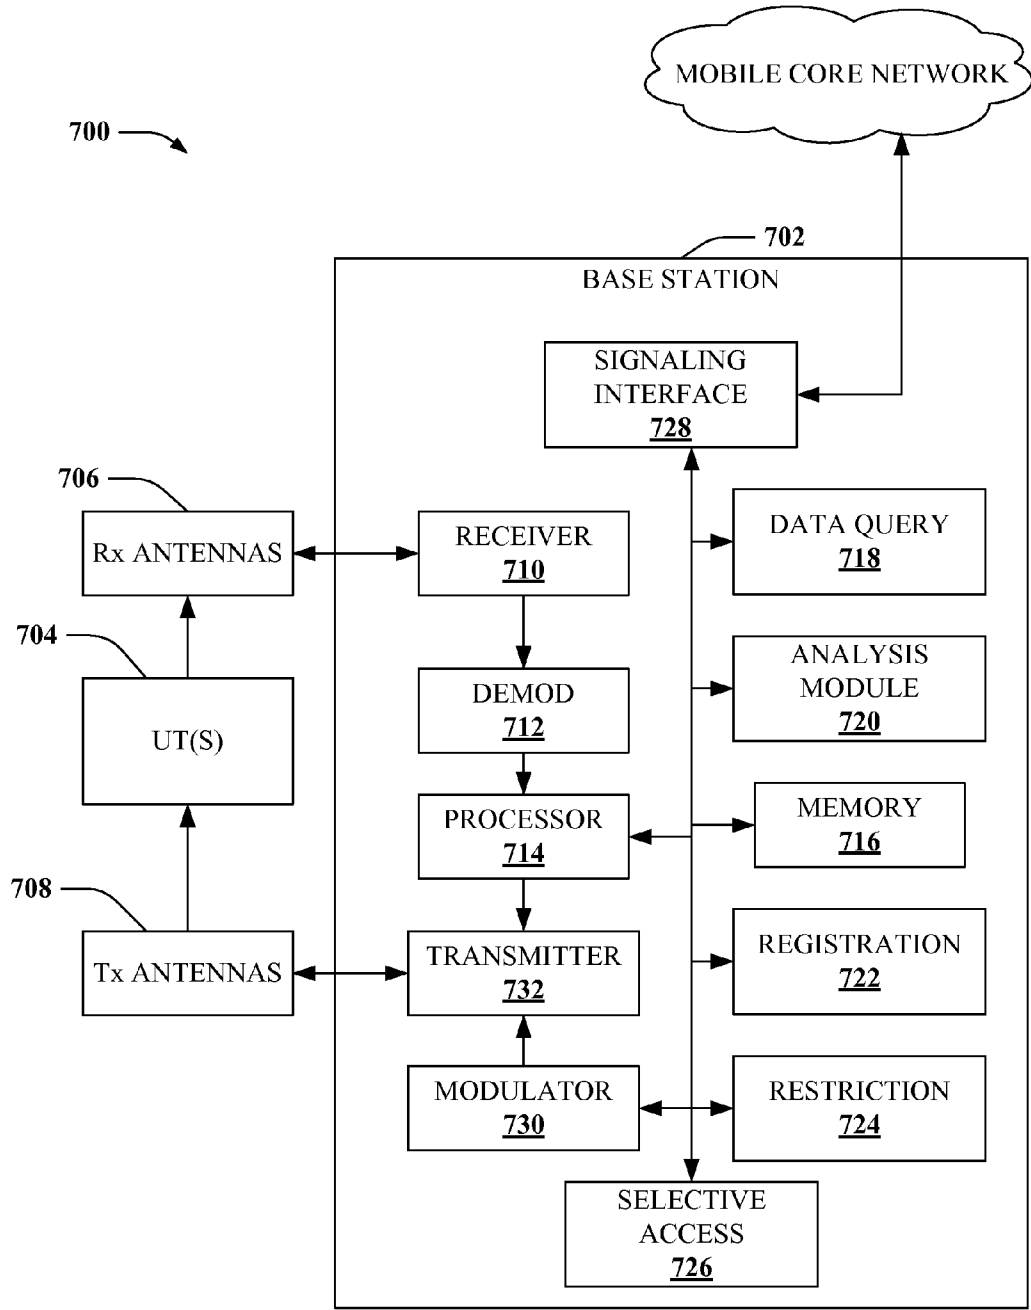 MOBILE CORE NETWORK
700
702
BASE STATION
SIGNALING
INTERFACE
728
706
Rx ANTENNAS
RECEIVER
710
DATA QUERY
718
704
UT(S)
DEMOD
712
ANALYSIS
MODULE
720
PROCESSOR
714
MEMORY
716
708
Tx ANTENNAS
TRANSMITTER
732
REGISTRATION
722
MODULATOR
730
RESTRICTION
724
SELECTIVE
ACCESS
726